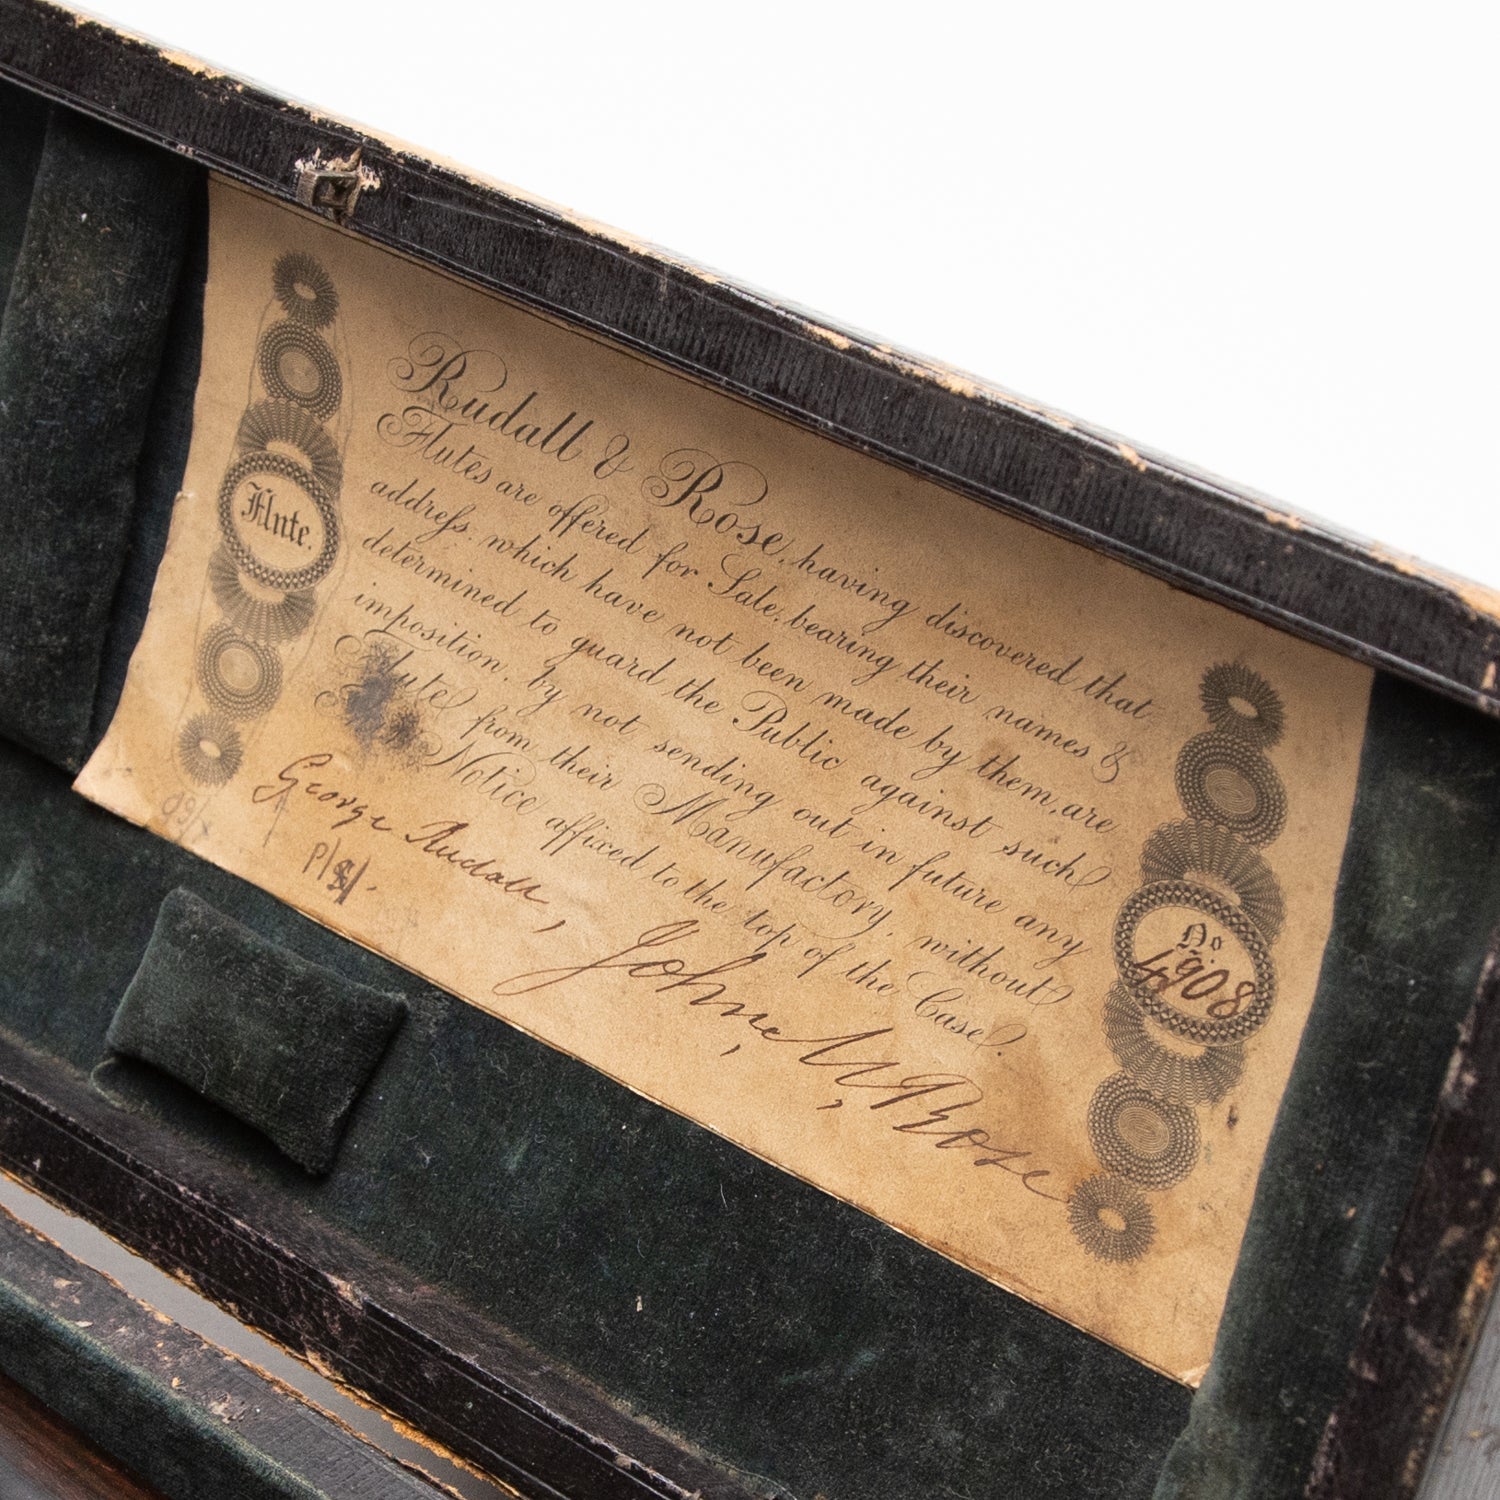 Flute.
Rudall & Rose, having discovered that
Flutes are offered for Sale, bearing their names &
addreſs, which have not been made by them, are
determined to guard the Public against such
imposition, by not sending out in future any
Flute from their Manufactory, without
Notice affixed to the top of the Case.
George Rudall,
John M. Rose
No.
4908